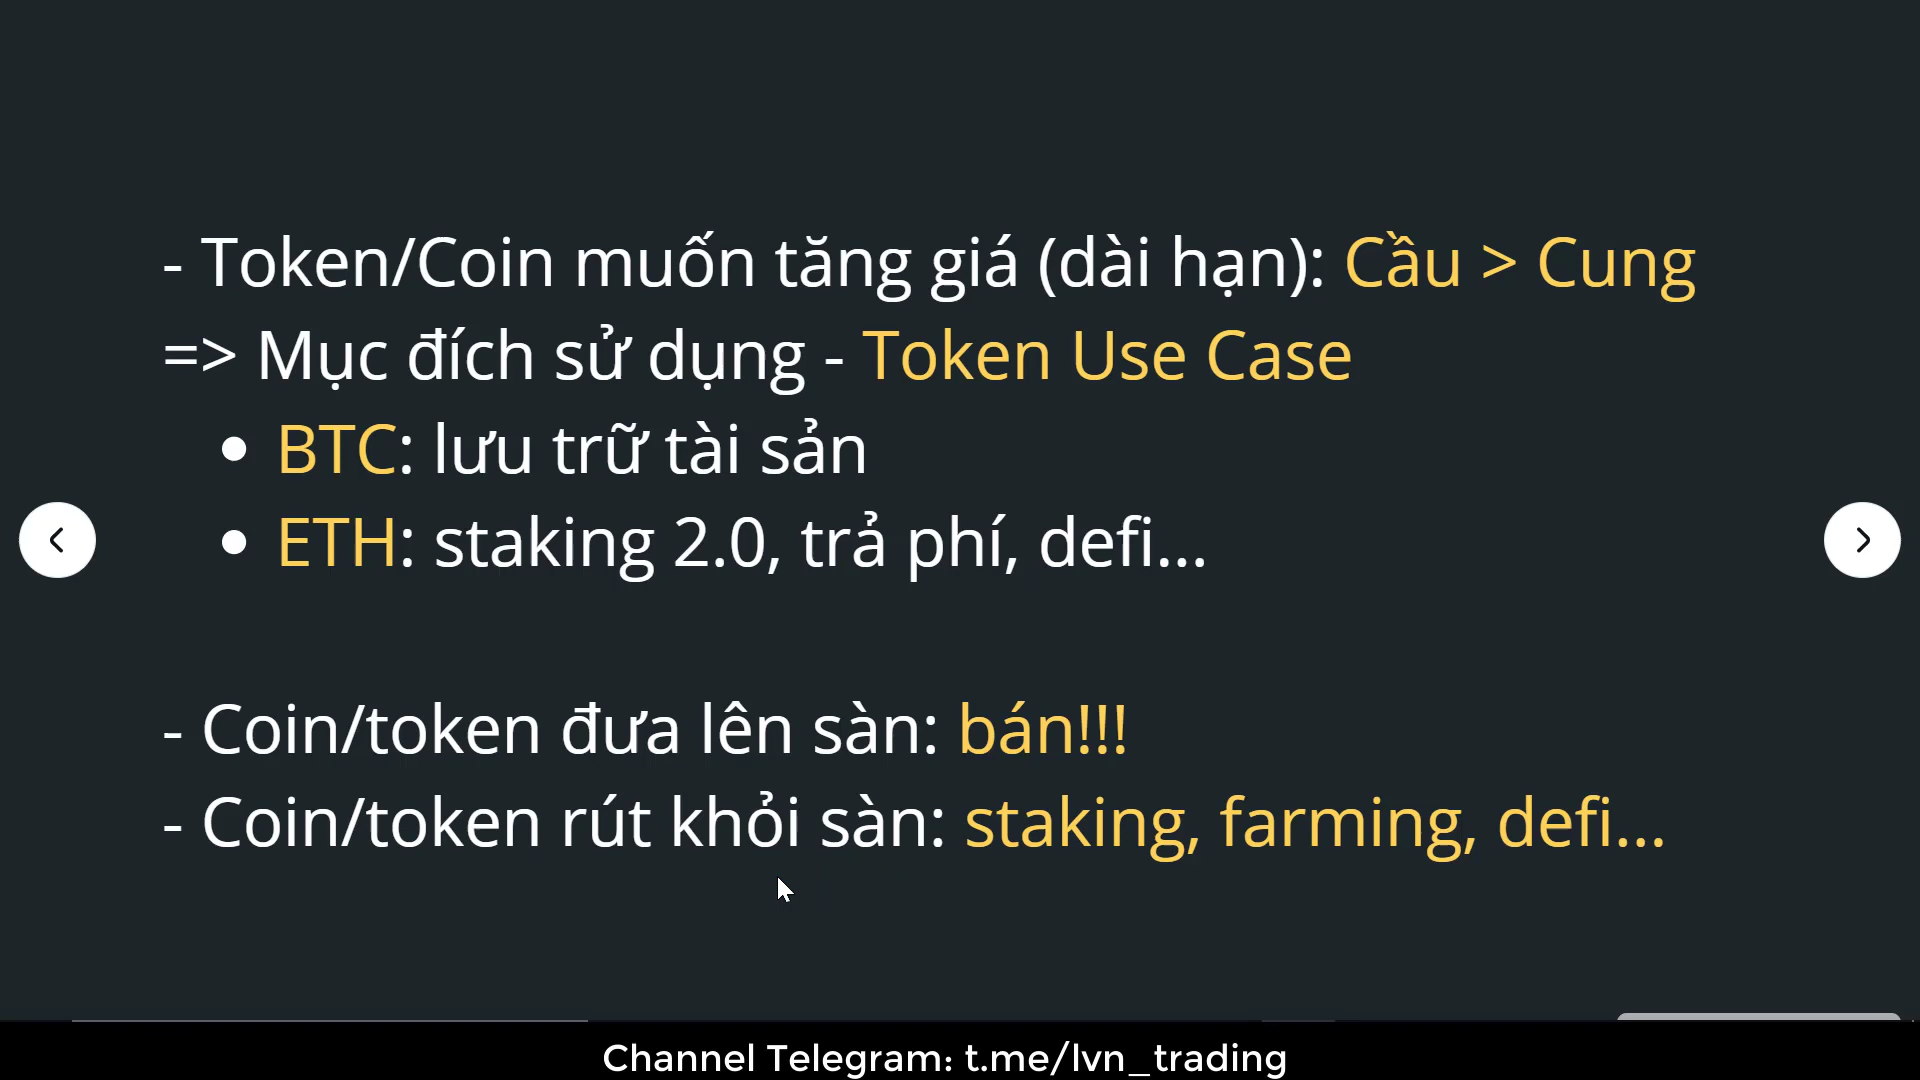 - Token/Coin muốn tăng giá (dài hạn): Cầu > Cung
=> Mục đích sử dụng - Token Use Case
• BTC: lưu trữ tài sản
• ETH: staking 2.0, trả phí, defi...
- Coin/token đưa lên sàn: bán!!!
- Coin/token rút khỏi sàn: staking, farming, defi...
Channel Telegram: t.me/lvn_trading